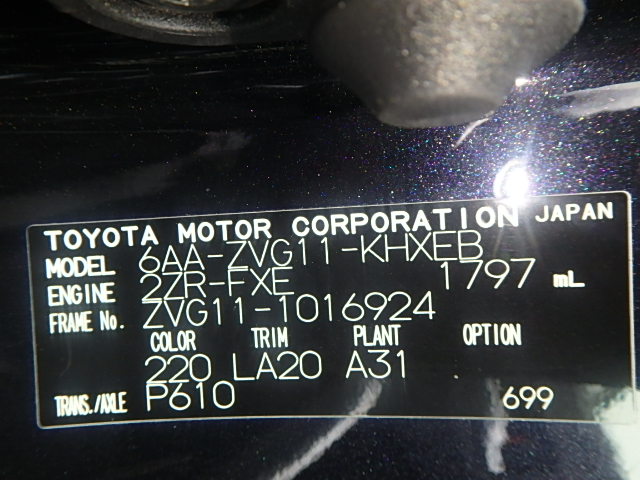 TOYOTA MOTOR CORPORATION JAPAN
MODEL 6AA-ZVG11-KHXEB
ENGINE 2ZR-FXE 1797 mL
FRAME No. ZVG11-1016924
COLOR TRIM PLANT OPTION
220 LA20 A31
TRANS./AXLE P610 699